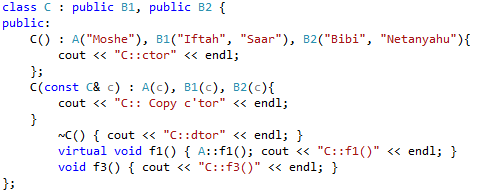 class C : public B1, public B2 {
public:
    C() : A("Moshe"), B1("Iftah", "Saar"), B2("Bibi", "Netanyahu"){
        cout << "C::ctor" << endl;
    };
    C(const C& c) : A(c), B1(c), B2(c){
        cout << "C:: Copy c'tor" << endl;
    }
        ~C() { cout << "C::dtor" << endl; }
        virtual void f1() { A::f1(); cout << "C::f1()" << endl; }
        void f3() { cout << "C::f3()" << endl; }
};